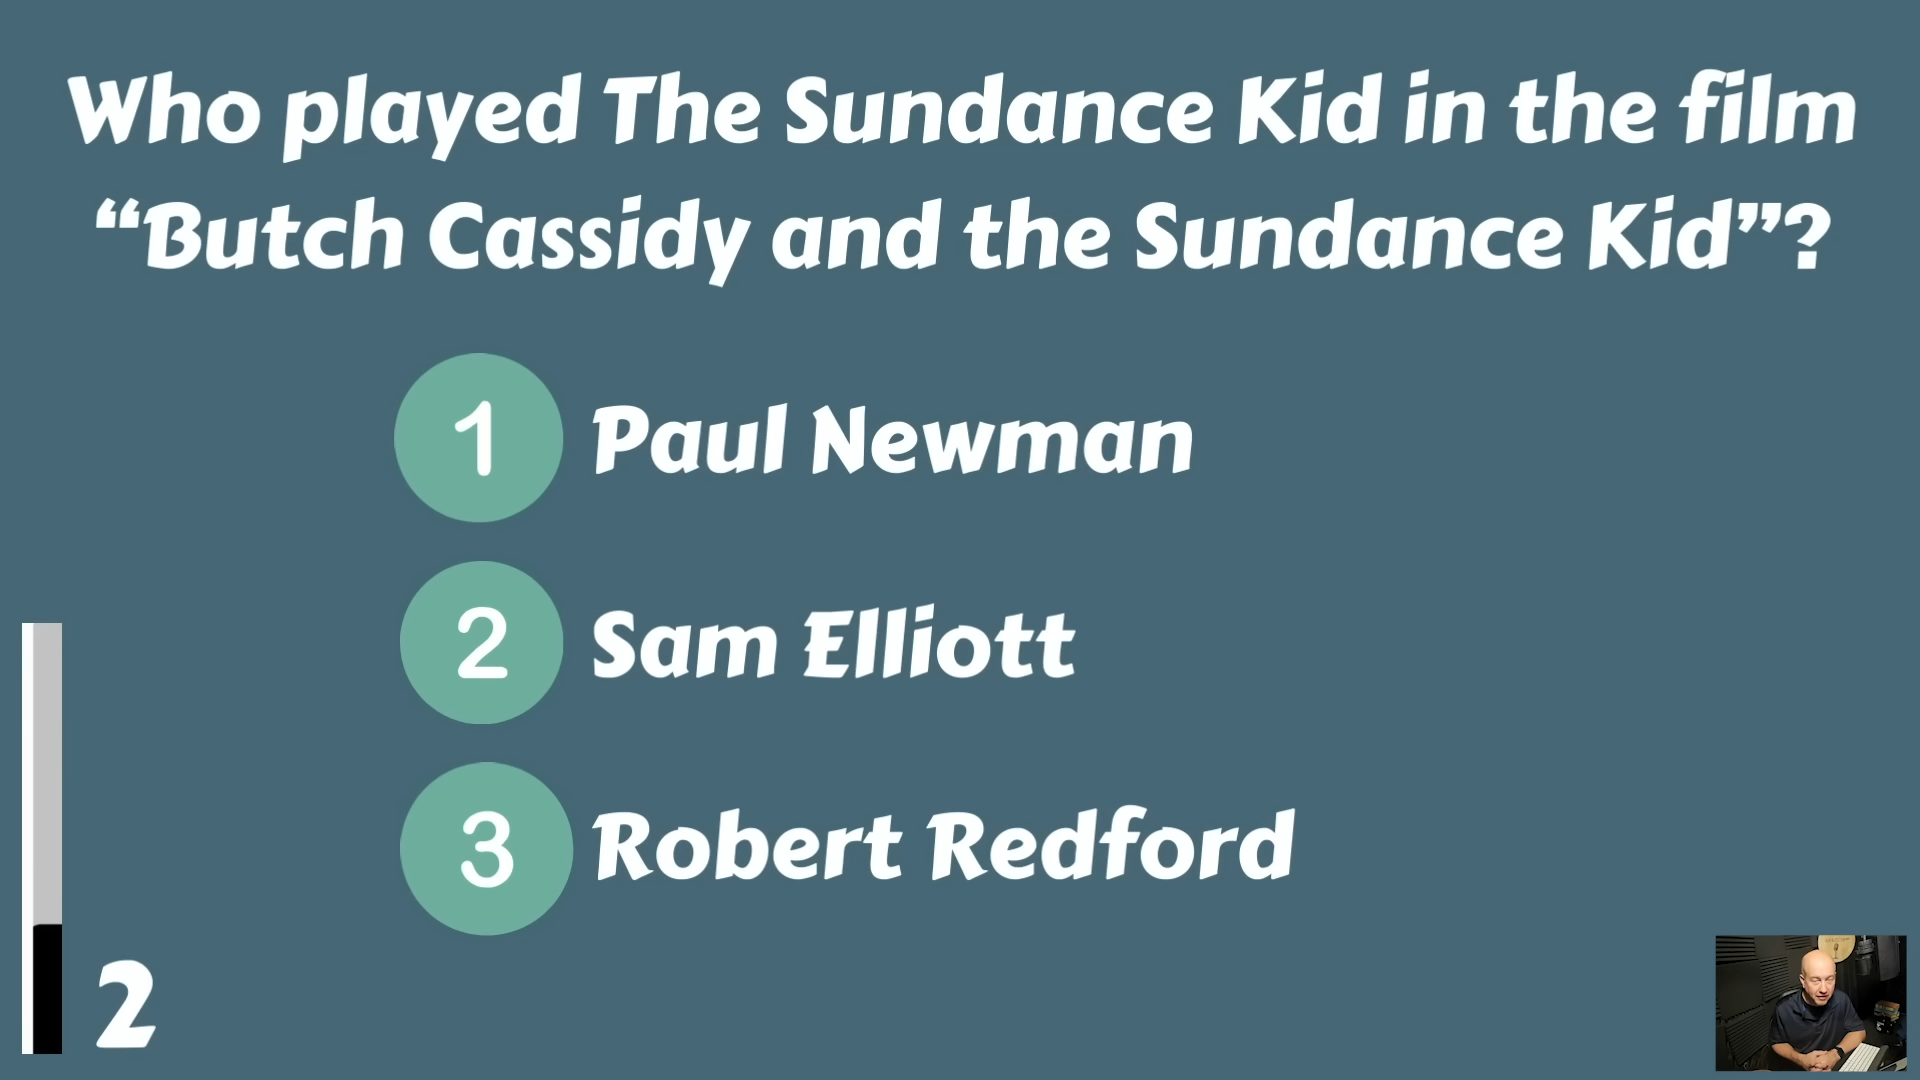 Who played The Sundance Kid in the film
“Butch Cassidy and the Sundance Kid”?
1 Paul Newman
2 Sam Elliott
3 Robert Redford
2